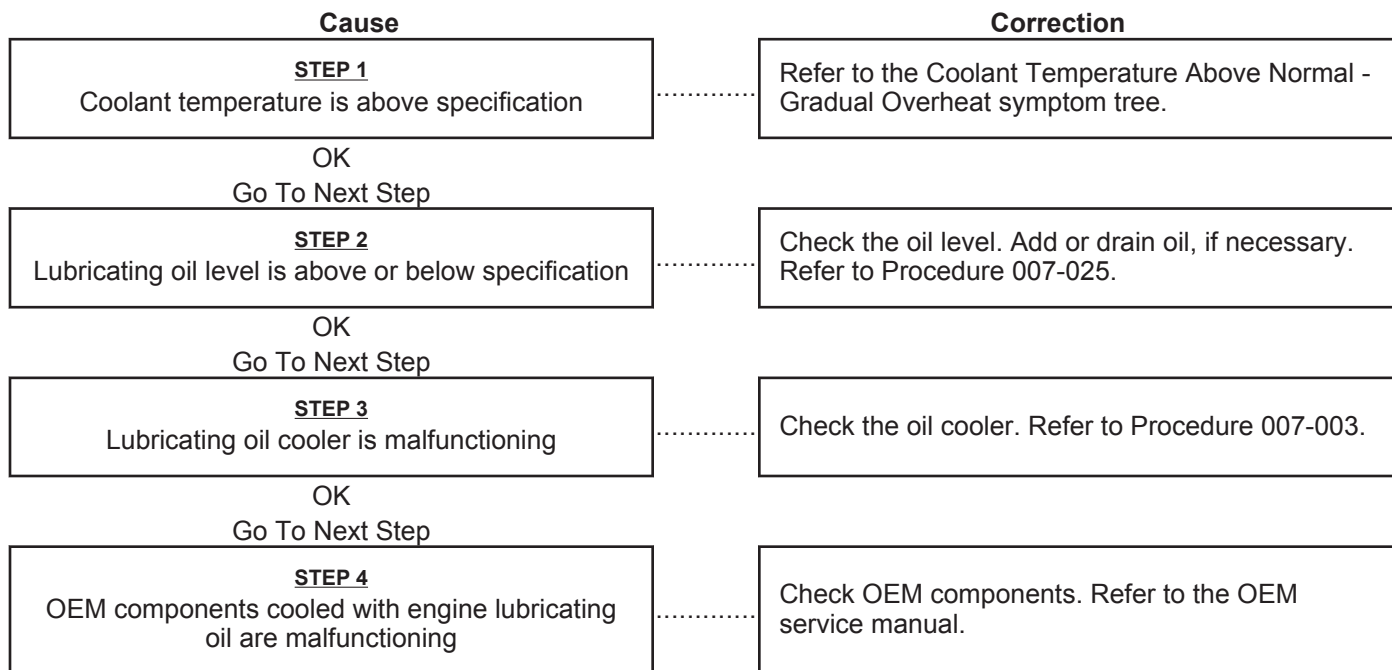 Cause
Correction
STEP 1
Coolant temperature is above specification
Refer to the Coolant Temperature Above Normal -
Gradual Overheat symptom tree.
OK
Go To Next Step
STEP 2
Lubricating oil level is above or below specification
Check the oil level. Add or drain oil, if necessary.
Refer to Procedure 007-025.
OK
Go To Next Step
STEP 3
Lubricating oil cooler is malfunctioning
Check the oil cooler. Refer to Procedure 007-003.
OK
Go To Next Step
STEP 4
OEM components cooled with engine lubricating
oil are malfunctioning
Check OEM components. Refer to the OEM
service manual.